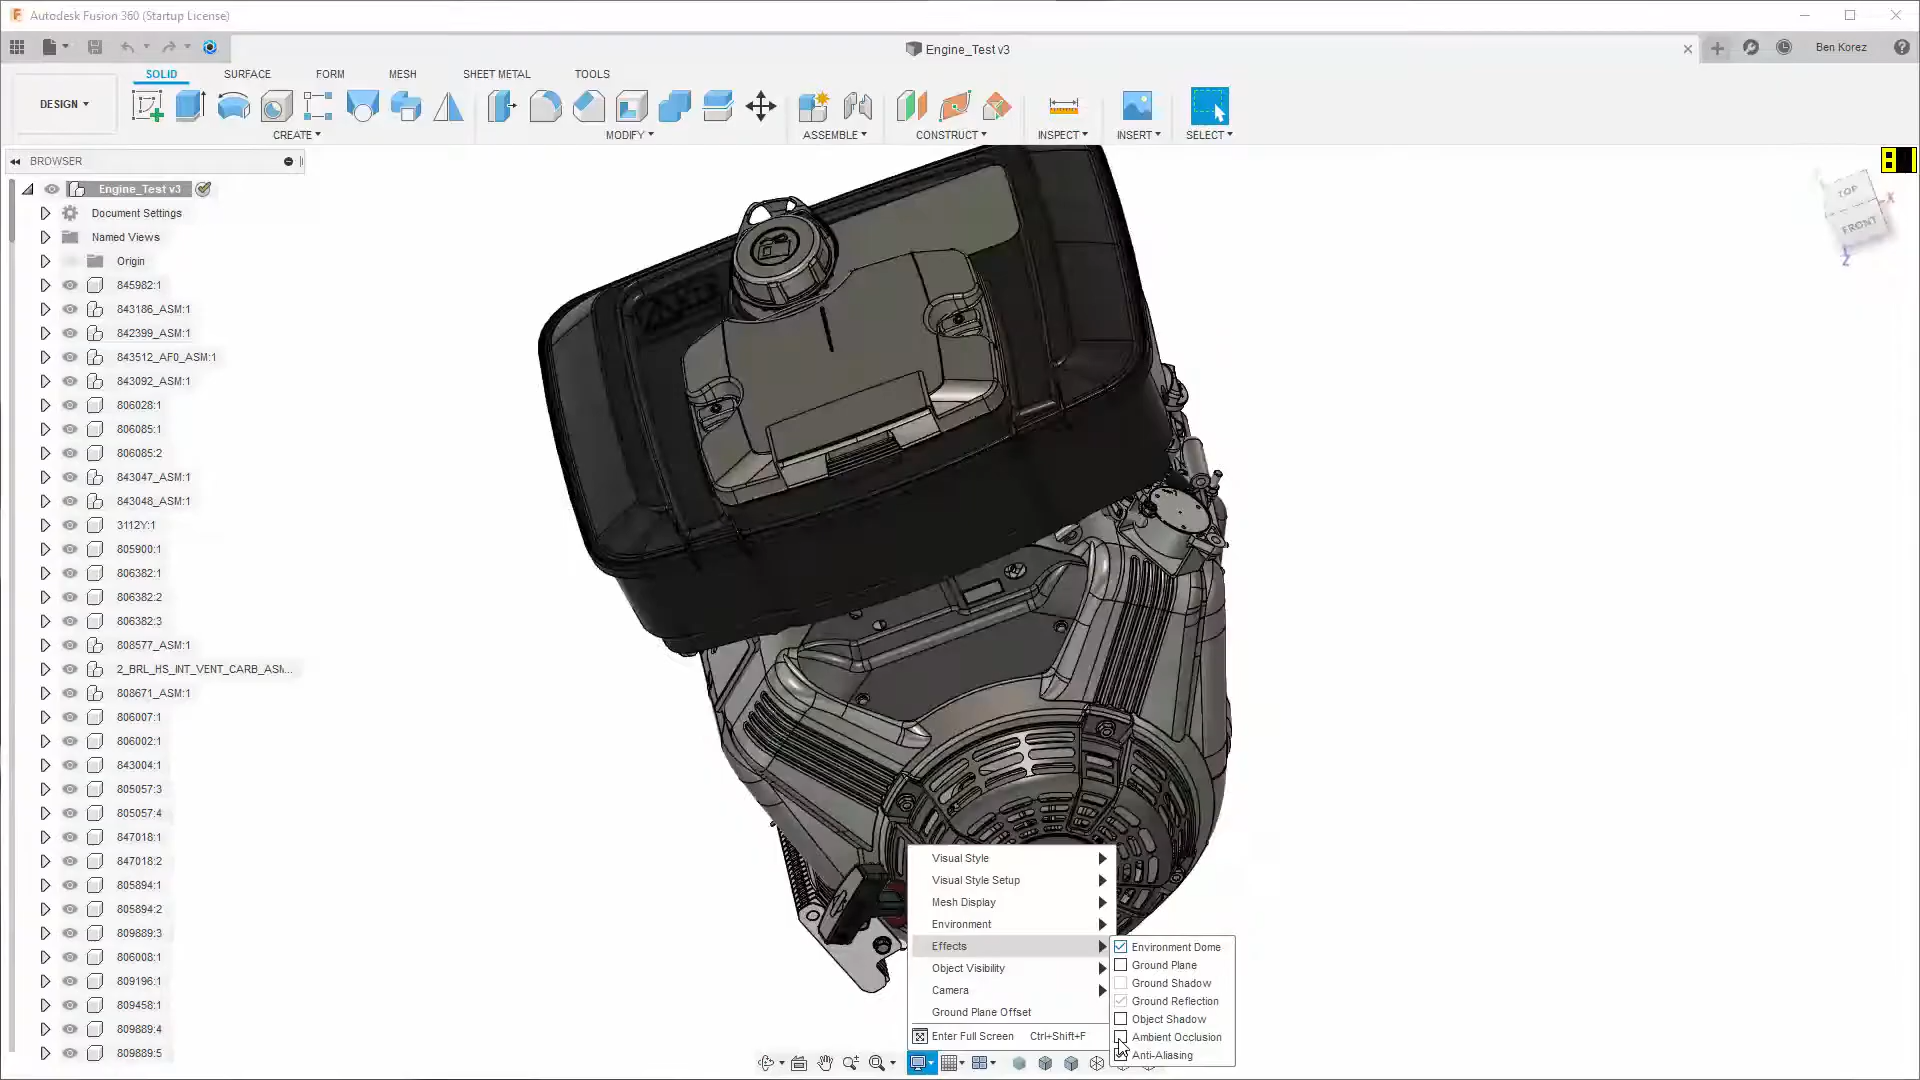 Autodesk Fusion 360 (Startup License)
Engine_Test v3
Ben Korez
SOLID SURFACE FORM MESH SHEET METAL TOOLS
DESIGN
CREATE MODIFY ASSEMBLE CONSTRUCT INSPECT INSERT SELECT
BROWSER
Engine_Test v3
Document Settings
Named Views
Origin
845982:1
843186_ASM:1
842399_ASM:1
843512_AF0_ASM:1
843092_ASM:1
806028:1
806085:1
806085:2
843047_ASM:1
843048_ASM:1
3112Y:1
805900:1
806382:1
806382:2
806382:3
808577_ASM:1
2_BRL_HS_INT_VENT_CARB_ASM...
808671_ASM:1
806007:1
806002:1
843004:1
805057:3
805057:4
847018:1
847018:2
805894:1
805894:2
809889:3
806008:1
809196:1
809458:1
809889:4
809889:5
TOP
FRONT
X
Z
Visual Style
Visual Style Setup
Mesh Display
Environment
Effects
Object Visibility
Camera
Ground Plane Offset
Enter Full Screen Ctrl+Shift+F
Environment Dome
Ground Plane
Ground Shadow
Ground Reflection
Object Shadow
Ambient Occlusion
Anti-Aliasing